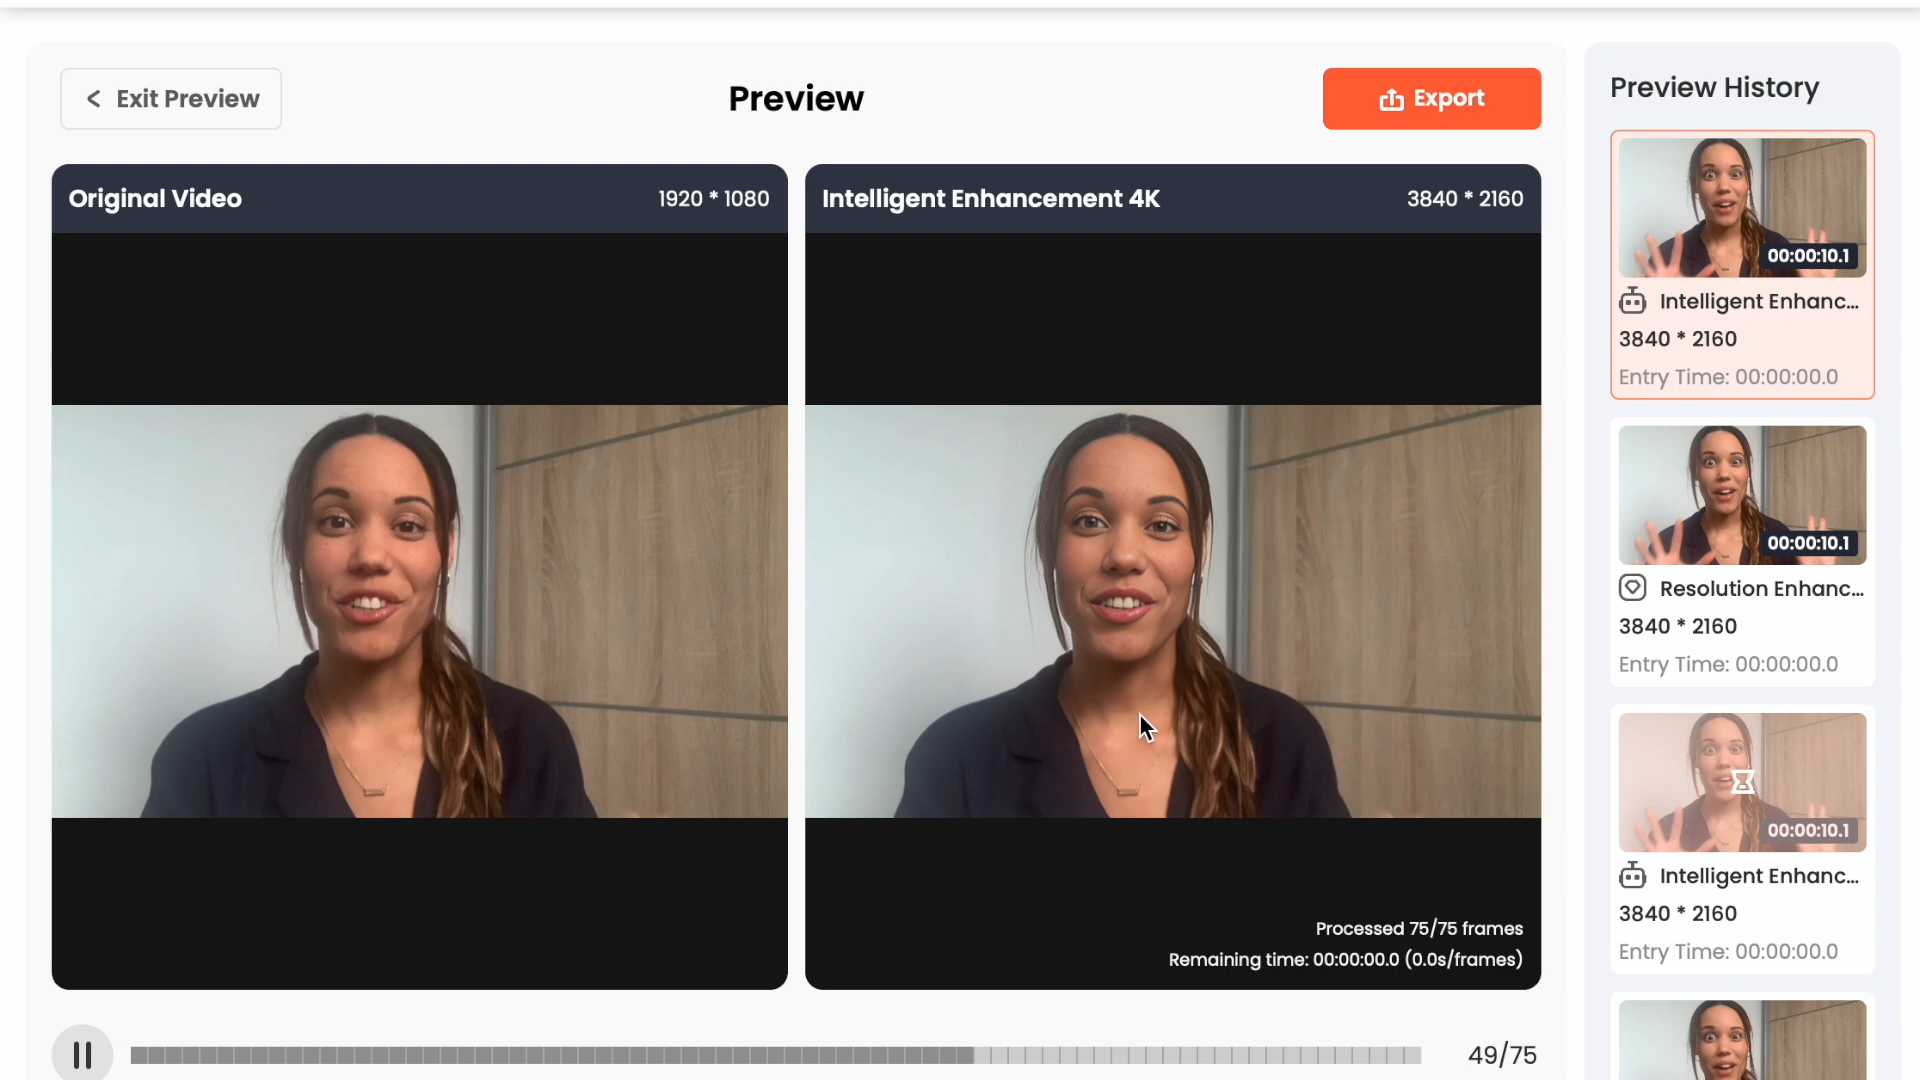 Exit Preview
Preview
Export
Original Video
1920 * 1080
Intelligent Enhancement 4K
3840 * 2160
Processed 75/75 frames
Remaining time: 00:00:00.0 (0.0s/frames)
49/75
Preview History
00:00:10.1
Intelligent Enhanc...
3840 * 2160
Entry Time: 00:00:00.0
00:00:10.1
Resolution Enhanc...
3840 * 2160
Entry Time: 00:00:00.0
00:00:10.1
Intelligent Enhanc...
3840 * 2160
Entry Time: 00:00:00.0